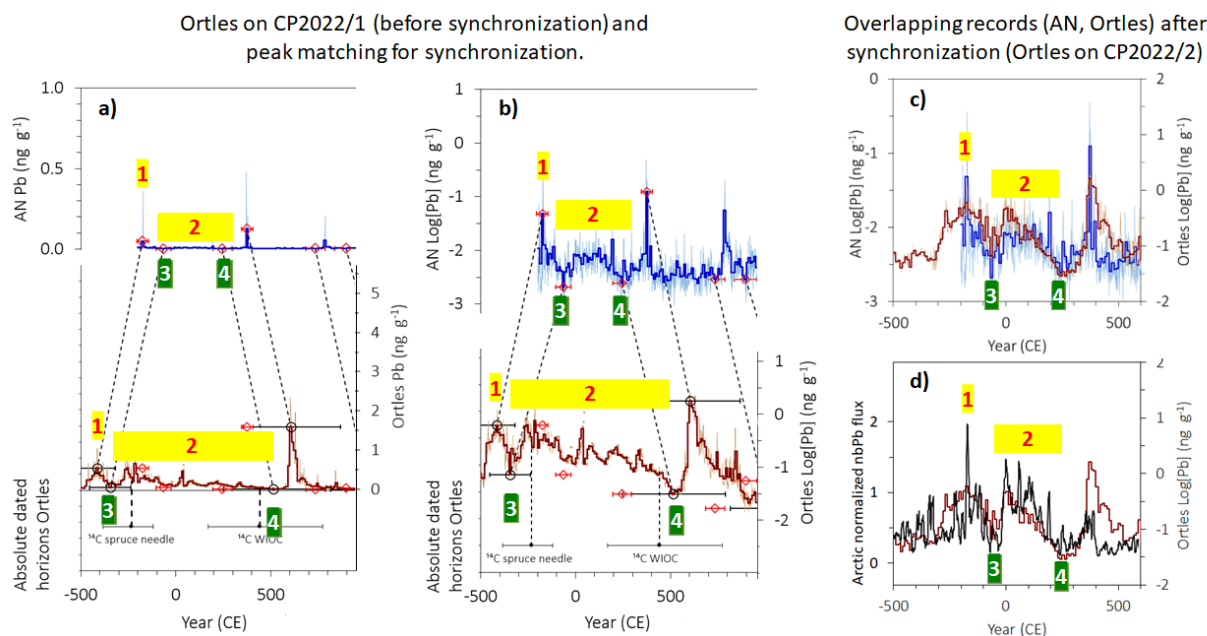 Ortles on CP2022/1 (before synchronization) and
peak matching for synchronization.
Overlapping records (AN, Ortles) after
synchronization (Ortles on CP2022/2)
a)
AN Pb (ng g⁻¹)
1.0
0.5
0.0
1
2
3
4
1
2
3
4
Ortles Pb (ng g⁻¹)
5
4
3
2
1
0
Absolute dated
horizons Ortles
¹⁴C spruce needle
¹⁴C WIOC
-500
0
500
Year (CE)
b)
AN Log[Pb] (ng g⁻¹)
1
0
-1
-2
-3
1
2
3
4
1
2
3
4
Ortles Log[Pb] (ng g⁻¹)
1
0
-1
-2
Absolute dated
horizons Ortles
¹⁴C spruce needle
¹⁴C WIOC
-500
0
500
Year (CE)
c)
AN Log[Pb] (ng g⁻¹)
0
-1
-2
-3
1
2
3
4
Ortles Log[Pb] (ng g⁻¹)
2
1
0
-1
-2
-500
0
500
Year (CE)
d)
Arctic normalized nbPb flux
2
1
0
1
2
3
4
Ortles Log[Pb] (ng g⁻¹)
2
1
0
-1
-2
-500
0
500
Year (CE)